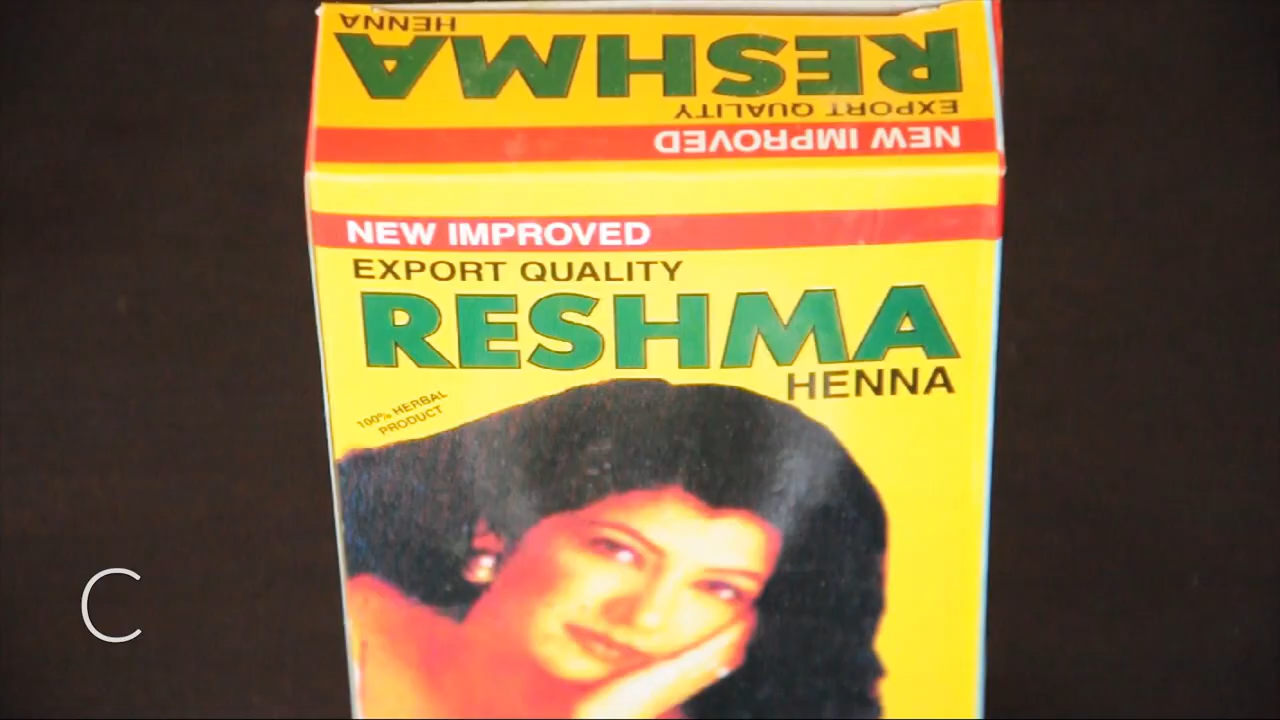 HENNA
RESHMA
EXPORT QUALITY
NEW IMPROVED
NEW IMPROVED
EXPORT QUALITY
RESHMA
HENNA
100% HERBAL
PRODUCT
C